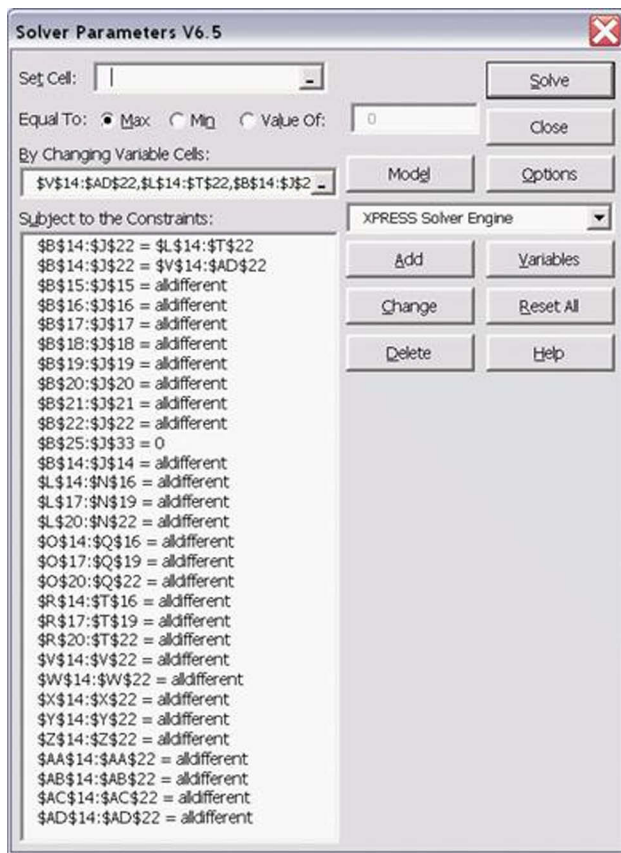 Solver Parameters V6.5
Set Cell:
Solve
Equal To: Max Min Value Of: 0
Close
By Changing Variable Cells:
$V$14:$AD$22,$L$14:$T$22,$B$14:$J$2
Model
Options
Subject to the Constraints:
XPRESS Solver Engine
$B$14:$J$22 = $L$14:$T$22
$B$14:$J$22 = $V$14:$AD$22
$B$15:$J$15 = alldifferent
$B$16:$J$16 = alldifferent
$B$17:$J$17 = alldifferent
$B$18:$J$18 = alldifferent
$B$19:$J$19 = alldifferent
$B$20:$J$20 = alldifferent
$B$21:$J$21 = alldifferent
$B$22:$J$22 = alldifferent
$B$25:$J$33 = 0
$B$14:$J$14 = alldifferent
$L$14:$N$16 = alldifferent
$L$17:$N$19 = alldifferent
$L$20:$N$22 = alldifferent
$O$14:$Q$16 = alldifferent
$O$17:$Q$19 = alldifferent
$O$20:$Q$22 = alldifferent
$R$14:$T$16 = alldifferent
$R$17:$T$19 = alldifferent
$R$20:$T$22 = alldifferent
$V$14:$V$22 = alldifferent
$W$14:$W$22 = alldifferent
$X$14:$X$22 = alldifferent
$Y$14:$Y$22 = alldifferent
$Z$14:$Z$22 = alldifferent
$AA$14:$AA$22 = alldifferent
$AB$14:$AB$22 = alldifferent
$AC$14:$AC$22 = alldifferent
$AD$14:$AD$22 = alldifferent
Add
Variables
Change
Reset All
Delete
Help